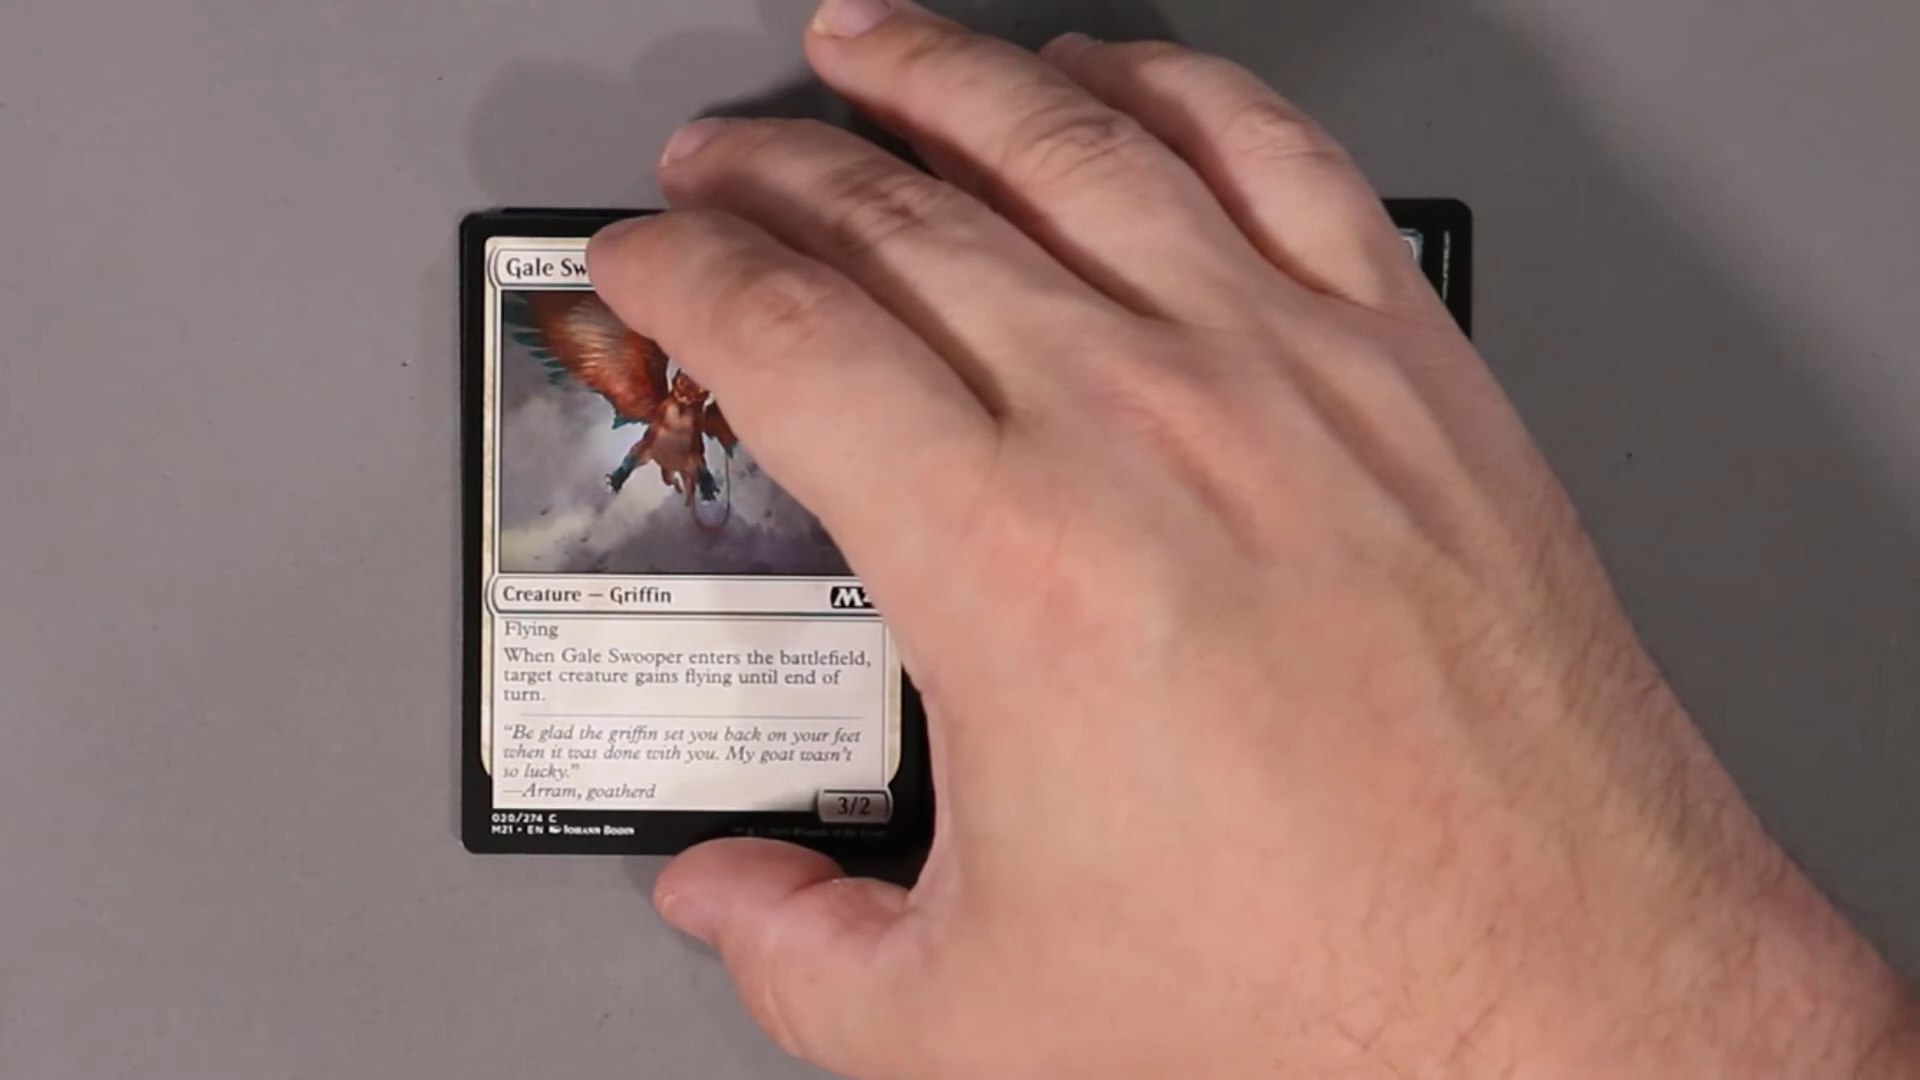 Gale Sw
Creature — Griffin
Flying
When Gale Swooper enters the battlefield,
target creature gains flying until end of
turn.
“Be glad the griffin set you back on your feet
when it was done with you. My goat wasn't
so lucky.”
—Arram, goatherd
3/2
020/274 C
M21 • EN Johann Bodin